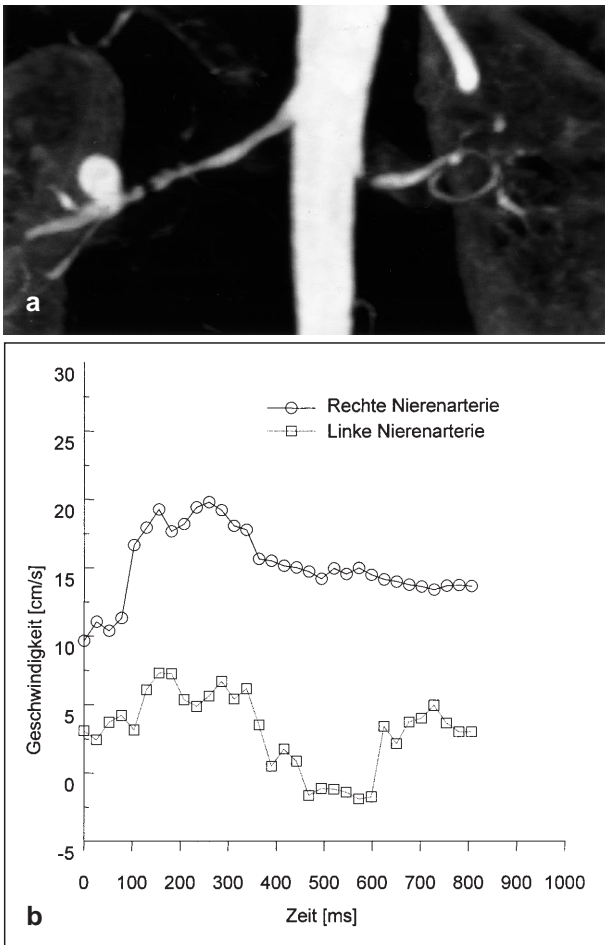 a
30
25
20
15
10
5
0
-5
Geschwindigkeit [cm/s]
Rechte Nierenarterie
Linke Nierenarterie
0 100 200 300 400 500 600 700 800 900 1000
Zeit [ms]
b